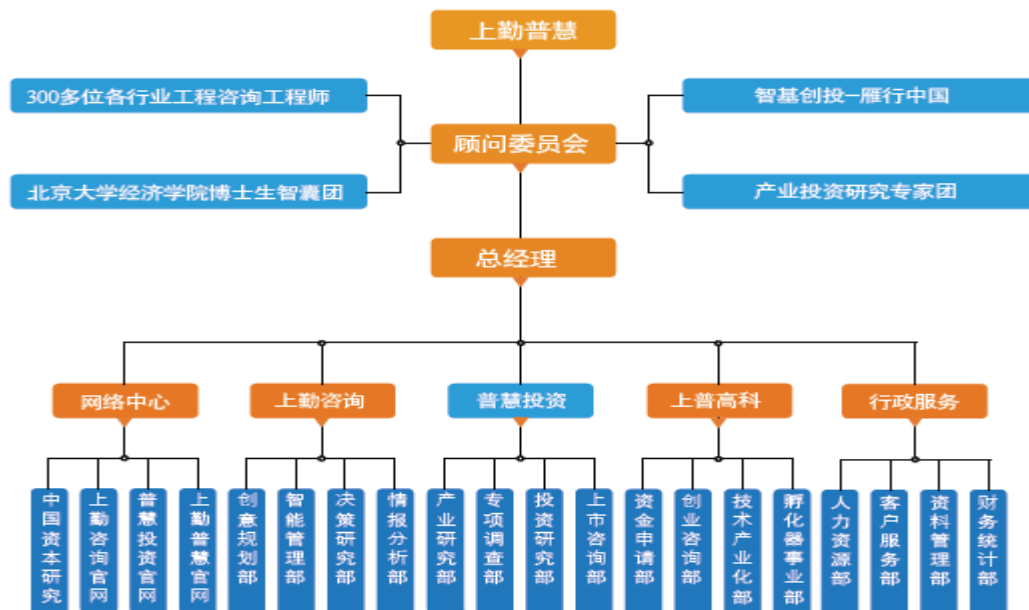 上勤普慧
300多位各行业工程咨询工程师
智基创投—雁行中国
顾问委员会
北京大学经济学院博士生智囊团
产业投资研究专家团
总经理
网络中心
上勤咨询
普慧投资
上普高科
行政服务
中国资本研究
上勤咨询官网
普慧投资官网
上勤普慧官网
创意规划部
智能管理部
决策研究部
情报分析部
产业研究部
专项调查部
投资研究部
上市咨询部
资金申请部
创业咨询部
技术产业化部
孵化器事业部
人力资源部
客户服务部
资料管理部
财务统计部